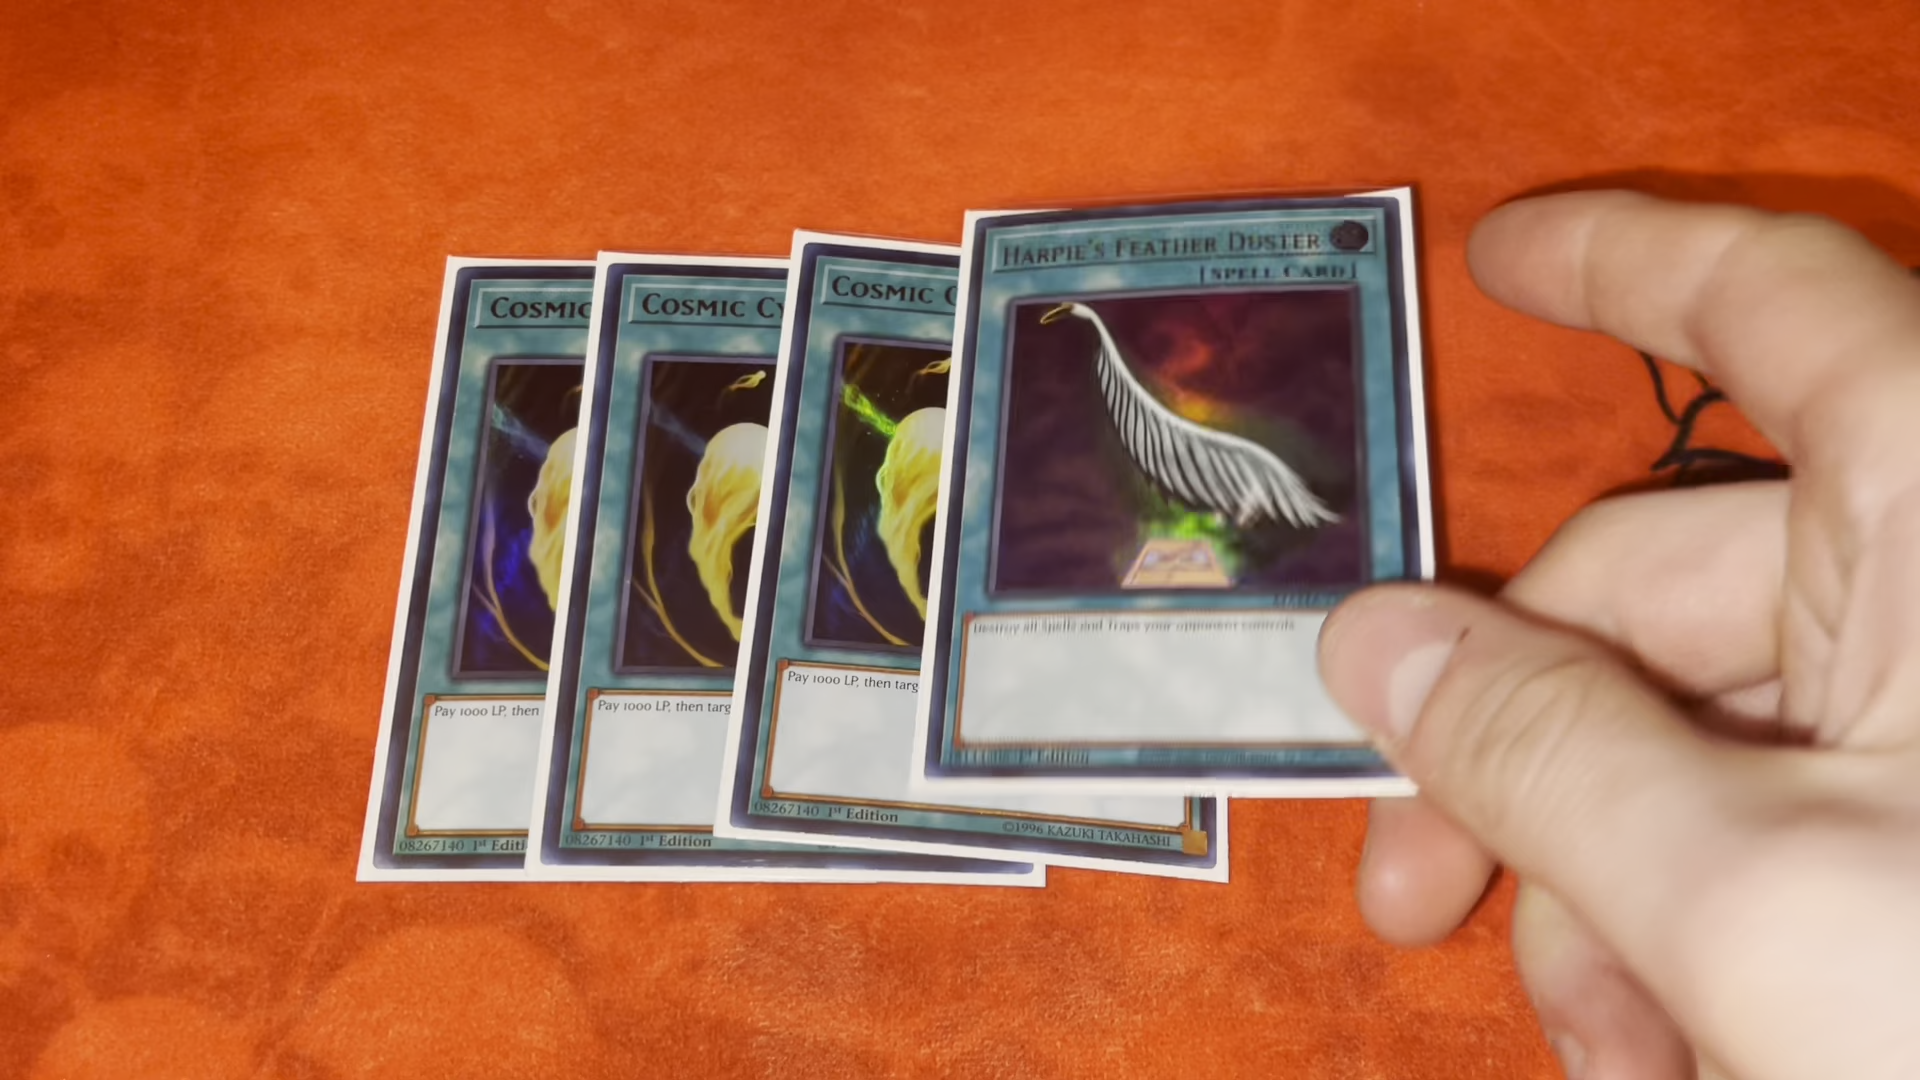 COSMIC
Pay 1000 LP, then
08267140 1st Editi
COSMIC CY
Pay 1000 LP, then targ
08267140 1st Edition
COSMIC C
Pay 1000 LP, then targ
08267140 1st Edition
©1996 KAZUKI TAKAHASHI
HARPIE'S FEATHER DUSTER
[SPELL CARD]
Destroy all Spells and Traps your opponent controls.
1st Edition